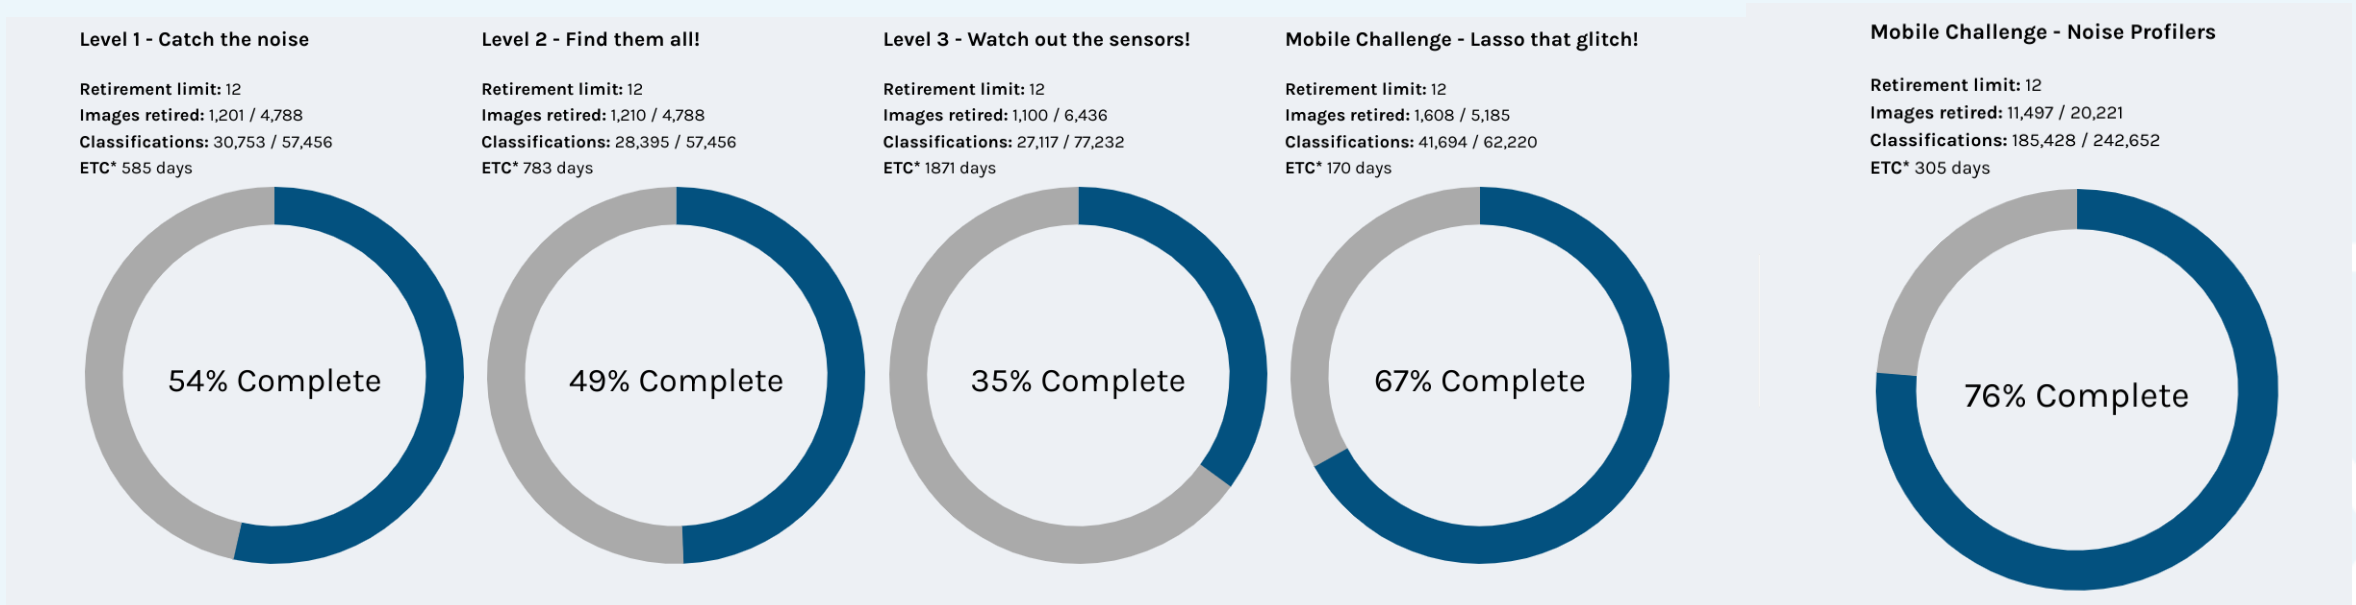 Level 1 - Catch the noise
Retirement limit: 12
Images retired: 1,201 / 4,788
Classifications: 30,753 / 57,456
ETC* 585 days
54% Complete
Level 2 - Find them all!
Retirement limit: 12
Images retired: 1,210 / 4,788
Classifications: 28,395 / 57,456
ETC* 783 days
49% Complete
Level 3 - Watch out the sensors!
Retirement limit: 12
Images retired: 1,100 / 6,436
Classifications: 27,117 / 77,232
ETC* 1871 days
35% Complete
Mobile Challenge - Lasso that glitch!
Retirement limit: 12
Images retired: 1,608 / 5,185
Classifications: 41,694 / 62,220
ETC* 170 days
67% Complete
Mobile Challenge - Noise Profilers
Retirement limit: 12
Images retired: 11,497 / 20,221
Classifications: 185,428 / 242,652
ETC* 305 days
76% Complete